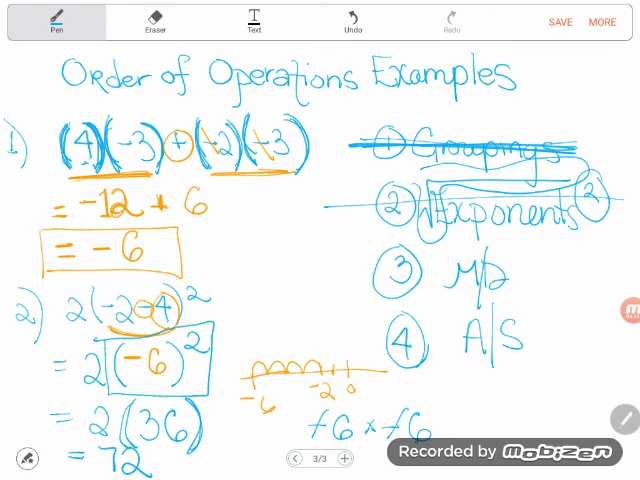 Pen Eraser Text Undo Redo SAVE MORE
Order of Operations Examples
1) (4)(-3) + (-2)(-3)
= -12 + 6
= -6
① Groupings
② √Exponents ②
③ M/D
④ A/S
2) 2(-2-4)²
= 2(-6)²
= 2(36)
= 72
-6 -2 0
-6 × -6
3/3
Recorded by mobizen